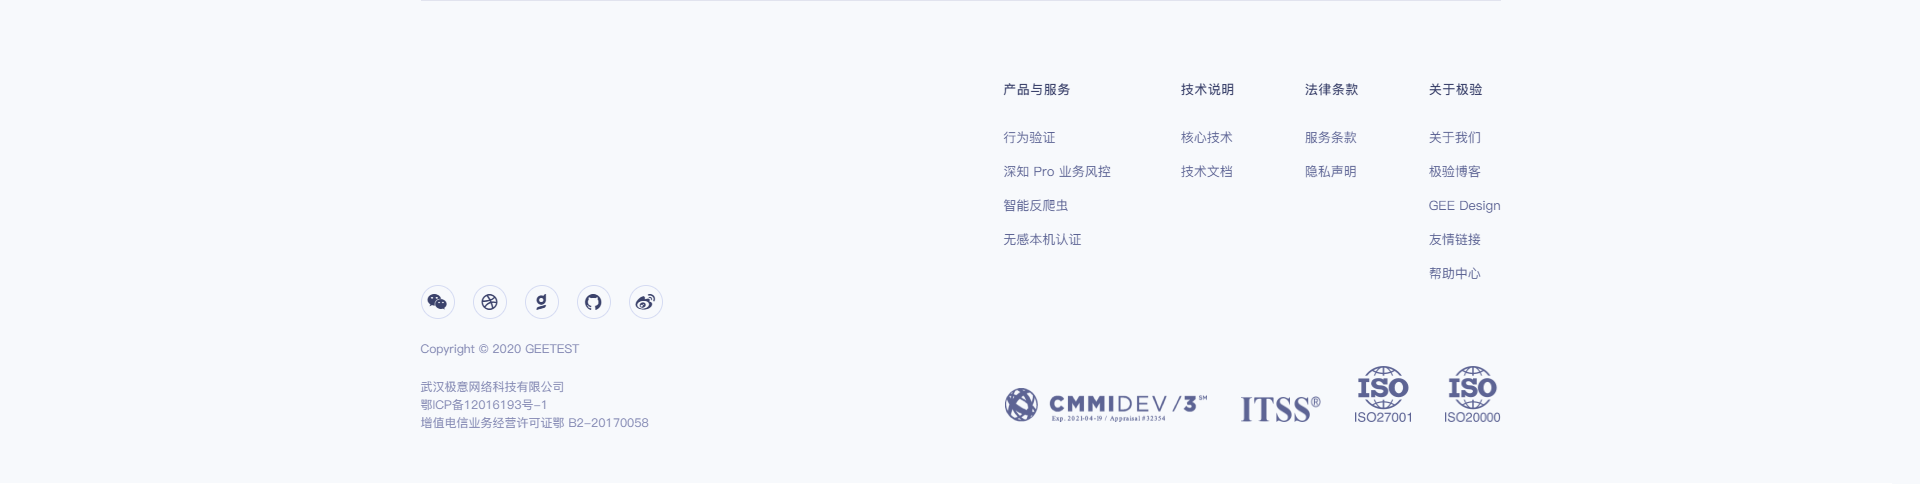 产品与服务
行为验证
深知 Pro 业务风控
智能反爬虫
无感本机认证
技术说明
核心技术
技术文档
法律条款
服务条款
隐私声明
关于极验
关于我们
极验博客
GEE Design
友情链接
帮助中心
Copyright © 2020 GEETEST
武汉极意网络科技有限公司
鄂ICP备12016193号-1
增值电信业务经营许可证鄂 B2-20170058
CMMIDEV/3℠
Exp. 2021-04-19 / Appraisal #32354
ITSS®
ISO
ISO27001
ISO
ISO20000